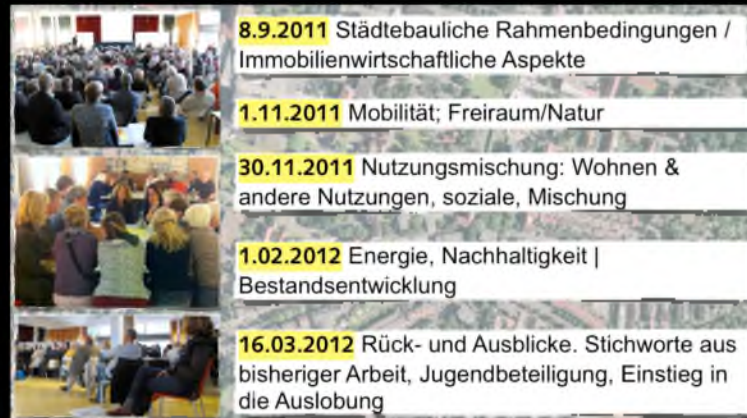 8.9.2011 Städtebauliche Rahmenbedingungen /
Immobilienwirtschaftliche Aspekte
1.11.2011 Mobilität; Freiraum/Natur
30.11.2011 Nutzungsmischung: Wohnen &
andere Nutzungen, soziale, Mischung
1.02.2012 Energie, Nachhaltigkeit |
Bestandsentwicklung
16.03.2012 Rück- und Ausblicke. Stichworte aus
bisheriger Arbeit, Jugendbeteiligung, Einstieg in
die Auslobung